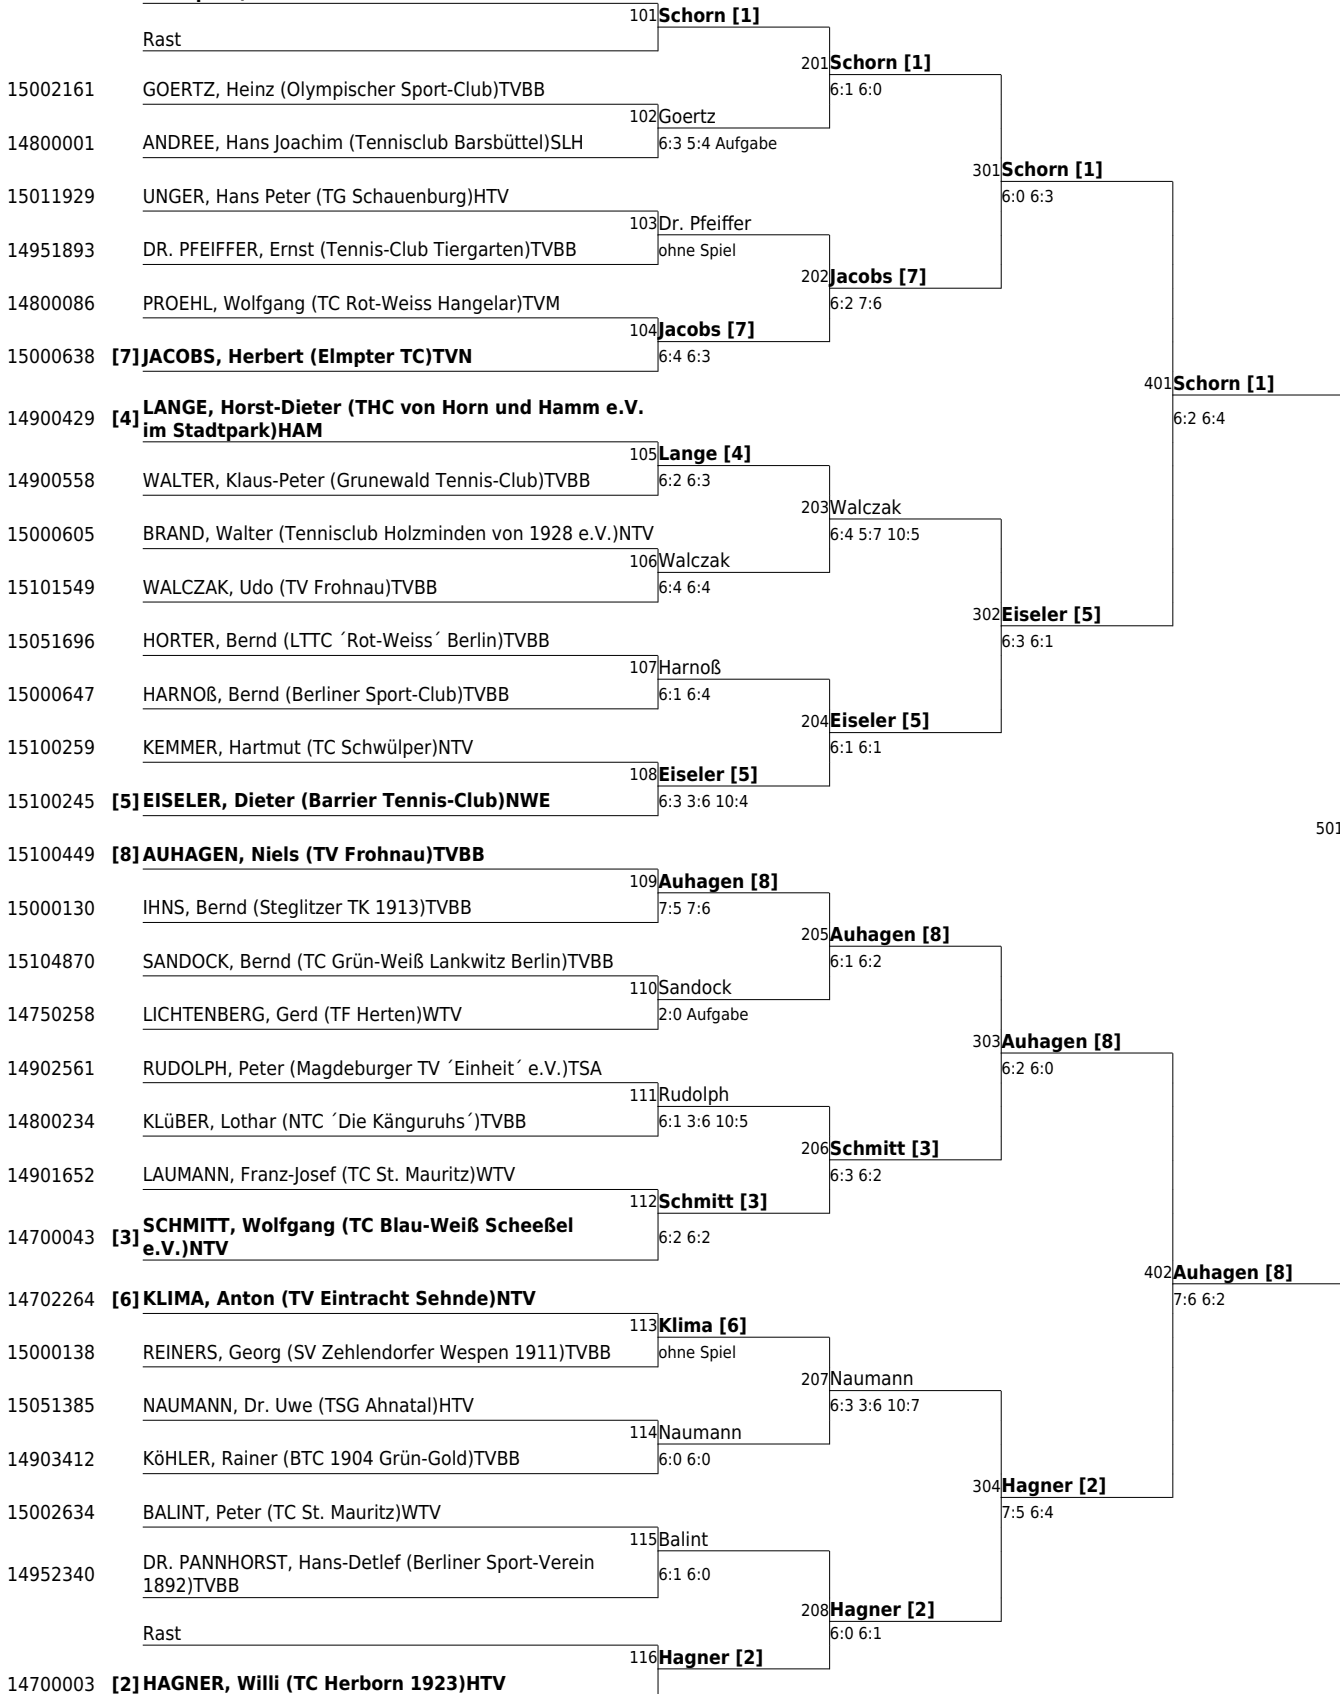 101 Schorn [1]
Rast
201 Schorn [1]
15002161 GOERTZ, Heinz (Olympischer Sport-Club)TVBB
6:1 6:0
102 Goertz
14800001 ANDREE, Hans Joachim (Tennisclub Barsbüttel)SLH
6:3 5:4 Aufgabe
301 Schorn [1]
15011929 UNGER, Hans Peter (TG Schauenburg)HTV
6:0 6:3
103 Dr. Pfeiffer
14951893 DR. PFEIFFER, Ernst (Tennis-Club Tiergarten)TVBB
ohne Spiel
202 Jacobs [7]
14800086 PROEHL, Wolfgang (TC Rot-Weiss Hangelar)TVM
6:2 7:6
104 Jacobs [7]
15000638 [7] JACOBS, Herbert (Elmpter TC)TVN
6:4 6:3
401 Schorn [1]
14900429 [4] LANGE, Horst-Dieter (THC von Horn und Hamm e.V.
im Stadtpark)HAM
6:2 6:4
105 Lange [4]
14900558 WALTER, Klaus-Peter (Grunewald Tennis-Club)TVBB
6:2 6:3
203 Walczak
15000605 BRAND, Walter (Tennisclub Holzminden von 1928 e.V.)NTV
6:4 5:7 10:5
106 Walczak
15101549 WALCZAK, Udo (TV Frohnau)TVBB
6:4 6:4
302 Eiseler [5]
15051696 HORTER, Bernd (LTTC ´Rot-Weiss´ Berlin)TVBB
6:3 6:1
107 Harnoß
15000647 HARNOß, Bernd (Berliner Sport-Club)TVBB
6:1 6:4
204 Eiseler [5]
15100259 KEMMER, Hartmut (TC Schwülper)NTV
6:1 6:1
108 Eiseler [5]
15100245 [5] EISELER, Dieter (Barrier Tennis-Club)NWE
6:3 3:6 10:4
501
15100449 [8] AUHAGEN, Niels (TV Frohnau)TVBB
109 Auhagen [8]
15000130 IHNS, Bernd (Steglitzer TK 1913)TVBB
7:5 7:6
205 Auhagen [8]
15104870 SANDOCK, Bernd (TC Grün-Weiß Lankwitz Berlin)TVBB
6:1 6:2
110 Sandock
14750258 LICHTENBERG, Gerd (TF Herten)WTV
2:0 Aufgabe
303 Auhagen [8]
14902561 RUDOLPH, Peter (Magdeburger TV ´Einheit´ e.V.)TSA
6:2 6:0
111 Rudolph
14800234 KLüBER, Lothar (NTC ´Die Känguruhs´)TVBB
6:1 3:6 10:5
206 Schmitt [3]
14901652 LAUMANN, Franz-Josef (TC St. Mauritz)WTV
6:3 6:2
112 Schmitt [3]
14700043 [3] SCHMITT, Wolfgang (TC Blau-Weiß Scheeßel
e.V.)NTV
6:2 6:2
402 Auhagen [8]
14702264 [6] KLIMA, Anton (TV Eintracht Sehnde)NTV
7:6 6:2
113 Klima [6]
15000138 REINERS, Georg (SV Zehlendorfer Wespen 1911)TVBB
ohne Spiel
207 Naumann
15051385 NAUMANN, Dr. Uwe (TSG Ahnatal)HTV
6:3 3:6 10:7
114 Naumann
14903412 KöHLER, Rainer (BTC 1904 Grün-Gold)TVBB
6:0 6:0
304 Hagner [2]
15002634 BALINT, Peter (TC St. Mauritz)WTV
7:5 6:4
115 Balint
14952340 DR. PANNHORST, Hans-Detlef (Berliner Sport-Verein
1892)TVBB
6:1 6:0
208 Hagner [2]
Rast
6:0 6:1
116 Hagner [2]
14700003 [2] HAGNER, Willi (TC Herborn 1923)HTV